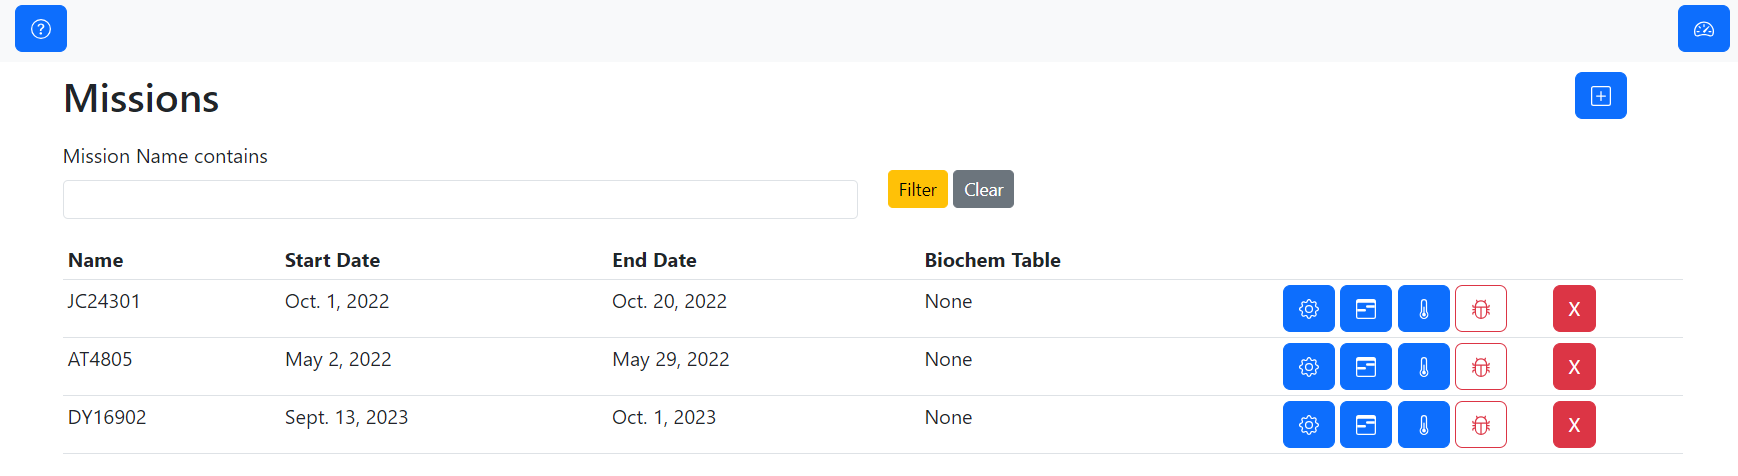 Missions
Mission Name contains
Filter Clear
Name Start Date End Date Biochem Table
JC24301 Oct. 1, 2022 Oct. 20, 2022 None X
AT4805 May 2, 2022 May 29, 2022 None X
DY16902 Sept. 13, 2023 Oct. 1, 2023 None X